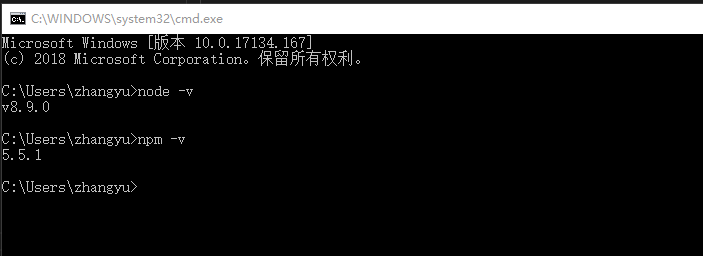 C:\WINDOWS\system32\cmd.exe
Microsoft Windows [版本 10.0.17134.167]
(c) 2018 Microsoft Corporation。保留所有权利。
C:\Users\zhangyu>node -v
v8.9.0
C:\Users\zhangyu>npm -v
5.5.1
C:\Users\zhangyu>